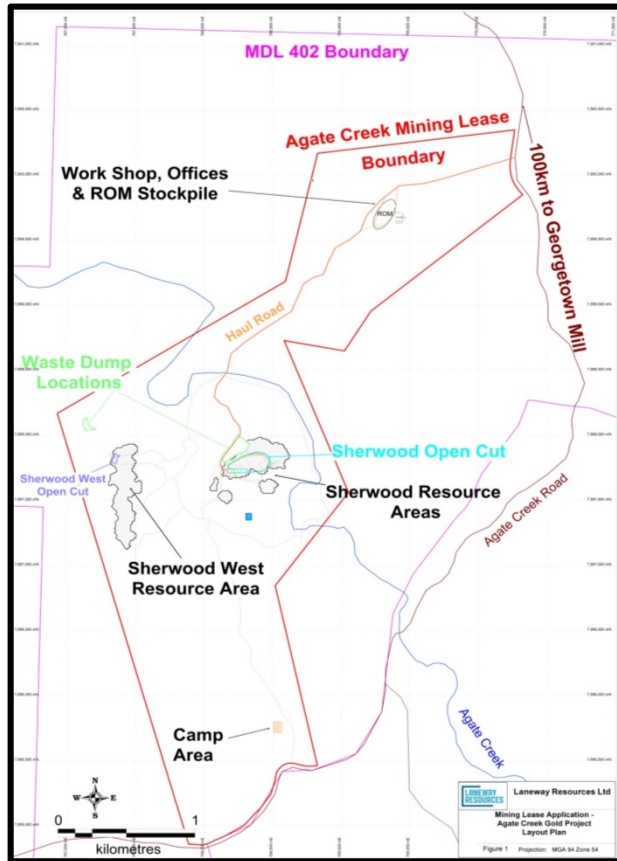 MDL 402 Boundary
Agate Creek Mining Lease
Boundary
Work Shop, Offices
& ROM Stockpile
ROM
100km to Georgetown Mill
Haul Road
Waste Dump
Locations
Sherwood Open Cut
Sherwood West
Open Cut
Sherwood Resource
Areas
Agate Creek Road
Sherwood West
Resource Area
Camp
Area
Agate Creek
N
W
E
S
0
1
kilometres
LANEWAY
RESOURCES
Laneway Resources Ltd
Mining Lease Application -
Agate Creek Gold Project
Layout Plan
Figure 1
Projection: MGA 94 Zone 54